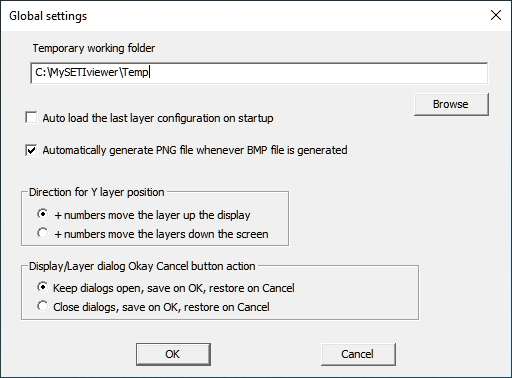 Global settings
Temporary working folder
C:\MySETIviewer\Temp
Browse
Auto load the last layer configuration on startup
Automatically generate PNG file whenever BMP file is generated
Direction for Y layer position
+ numbers move the layer up the display
+ numbers move the layers down the screen
Display/Layer dialog Okay Cancel button action
Keep dialogs open, save on OK, restore on Cancel
Close dialogs, save on OK, restore on Cancel
OK
Cancel